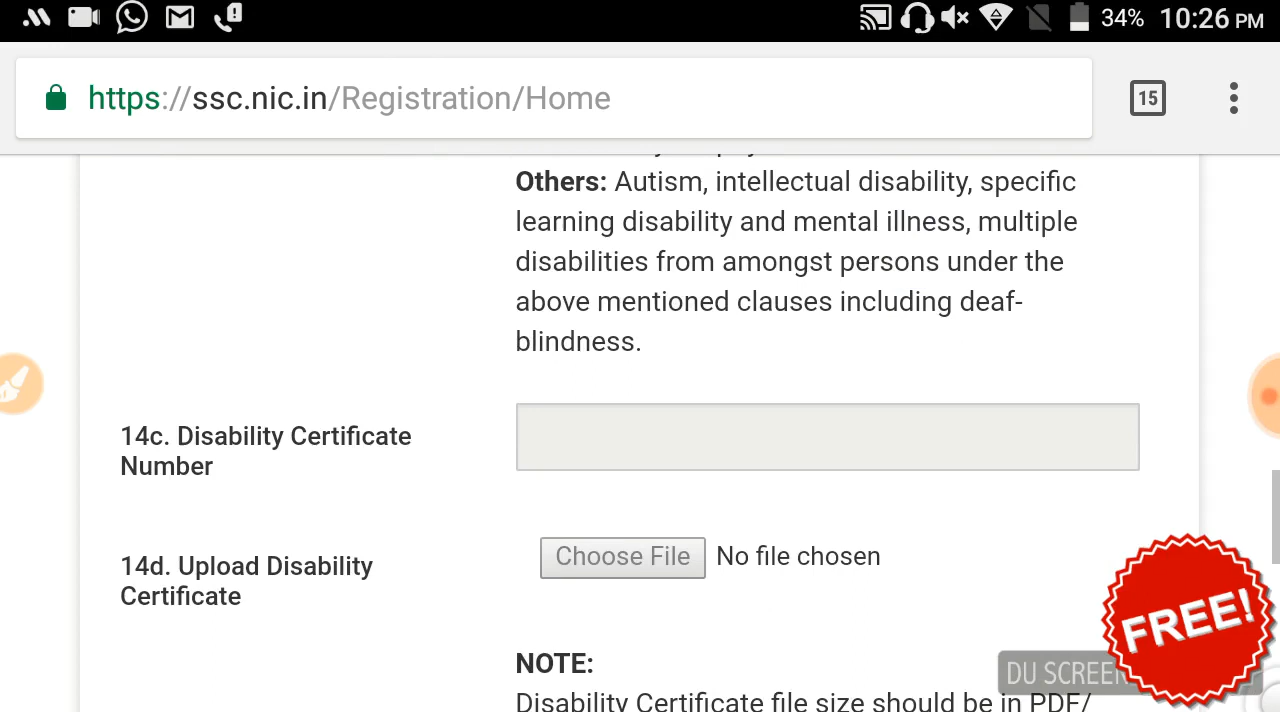 34% 10:26 PM
https://ssc.nic.in/Registration/Home
15
Others: Autism, intellectual disability, specific
learning disability and mental illness, multiple
disabilities from amongst persons under the
above mentioned clauses including deaf-
blindness.
14c. Disability Certificate
Number
14d. Upload Disability
Certificate
Choose File No file chosen
NOTE:
Disability Certificate file size should be in PDF/
DU SCREEN
FREE!